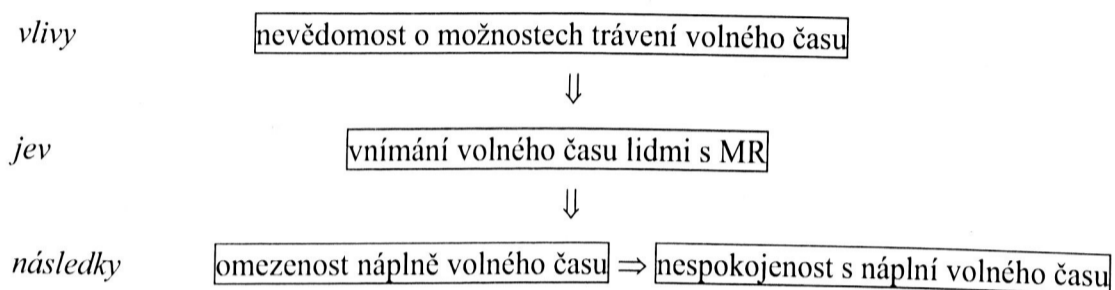 vlivy nevědomost o možnostech trávení volného času
⇓
jev vnímání volného času lidmi s MR
⇓
následky omezenost náplně volného času ⇒ nespokojenost s náplní volného času